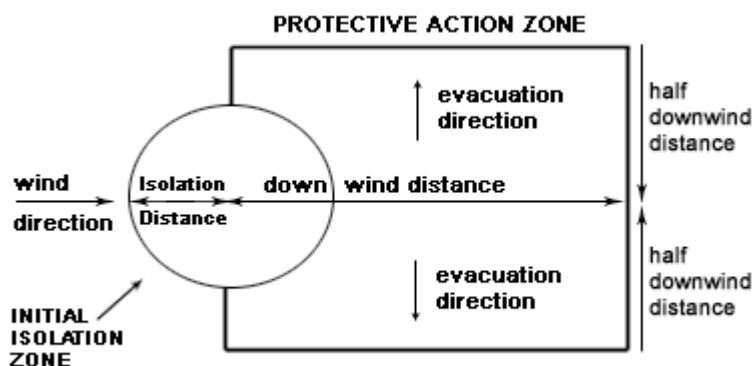 PROTECTIVE ACTION ZONE
evacuation
direction
half
downwind
distance
wind
direction
Isolation
Distance
down wind distance
evacuation
direction
half
downwind
distance
INITIAL
ISOLATION
ZONE